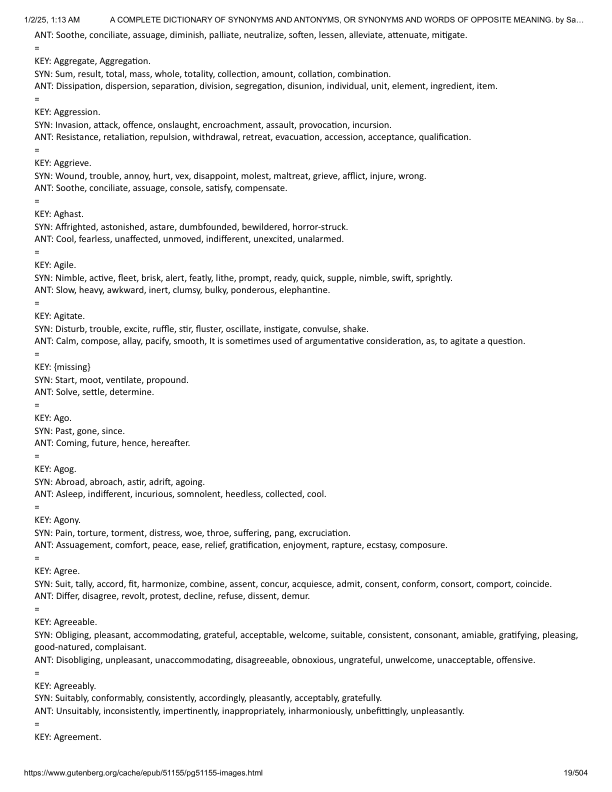 1/2/25, 1:13 AM A COMPLETE DICTIONARY OF SYNONYMS AND ANTONYMS, OR SYNONYMS AND WORDS OF OPPOSITE MEANING. by Sa…
ANT: Soothe, conciliate, assuage, diminish, palliate, neutralize, soften, lessen, alleviate, attenuate, mitigate.
=
KEY: Aggregate, Aggregation.
SYN: Sum, result, total, mass, whole, totality, collection, amount, collation, combination.
ANT: Dissipation, dispersion, separation, division, segregation, disunion, individual, unit, element, ingredient, item.
=
KEY: Aggression.
SYN: Invasion, attack, offence, onslaught, encroachment, assault, provocation, incursion.
ANT: Resistance, retaliation, repulsion, withdrawal, retreat, evacuation, accession, acceptance, qualification.
=
KEY: Aggrieve.
SYN: Wound, trouble, annoy, hurt, vex, disappoint, molest, maltreat, grieve, afflict, injure, wrong.
ANT: Soothe, conciliate, assuage, console, satisfy, compensate.
=
KEY: Aghast.
SYN: Affrighted, astonished, astare, dumbfounded, bewildered, horror-struck.
ANT: Cool, fearless, unaffected, unmoved, indifferent, unexcited, unalarmed.
=
KEY: Agile.
SYN: Nimble, active, fleet, brisk, alert, featly, lithe, prompt, ready, quick, supple, nimble, swift, sprightly.
ANT: Slow, heavy, awkward, inert, clumsy, bulky, ponderous, elephantine.
=
KEY: Agitate.
SYN: Disturb, trouble, excite, ruffle, stir, fluster, oscillate, instigate, convulse, shake.
ANT: Calm, compose, allay, pacify, smooth, It is sometimes used of argumentative consideration, as, to agitate a question.
=
KEY: {missing}
SYN: Start, moot, ventilate, propound.
ANT: Solve, settle, determine.
=
KEY: Ago.
SYN: Past, gone, since.
ANT: Coming, future, hence, hereafter.
=
KEY: Agog.
SYN: Abroad, abroach, astir, adrift, agoing.
ANT: Asleep, indifferent, incurious, somnolent, heedless, collected, cool.
=
KEY: Agony.
SYN: Pain, torture, torment, distress, woe, throe, suffering, pang, excruciation.
ANT: Assuagement, comfort, peace, ease, relief, gratification, enjoyment, rapture, ecstasy, composure.
=
KEY: Agree.
SYN: Suit, tally, accord, fit, harmonize, combine, assent, concur, acquiesce, admit, consent, conform, consort, comport, coincide.
ANT: Differ, disagree, revolt, protest, decline, refuse, dissent, demur.
=
KEY: Agreeable.
SYN: Obliging, pleasant, accommodating, grateful, acceptable, welcome, suitable, consistent, consonant, amiable, gratifying, pleasing,
good-natured, complaisant.
ANT: Disobliging, unpleasant, unaccommodating, disagreeable, obnoxious, ungrateful, unwelcome, unacceptable, offensive.
=
KEY: Agreeably.
SYN: Suitably, conformably, consistently, accordingly, pleasantly, acceptably, gratefully.
ANT: Unsuitably, inconsistently, impertinently, inappropriately, inharmoniously, unbefittingly, unpleasantly.
=
KEY: Agreement.
https://www.gutenberg.org/cache/epub/51155/pg51155-images.html 19/504